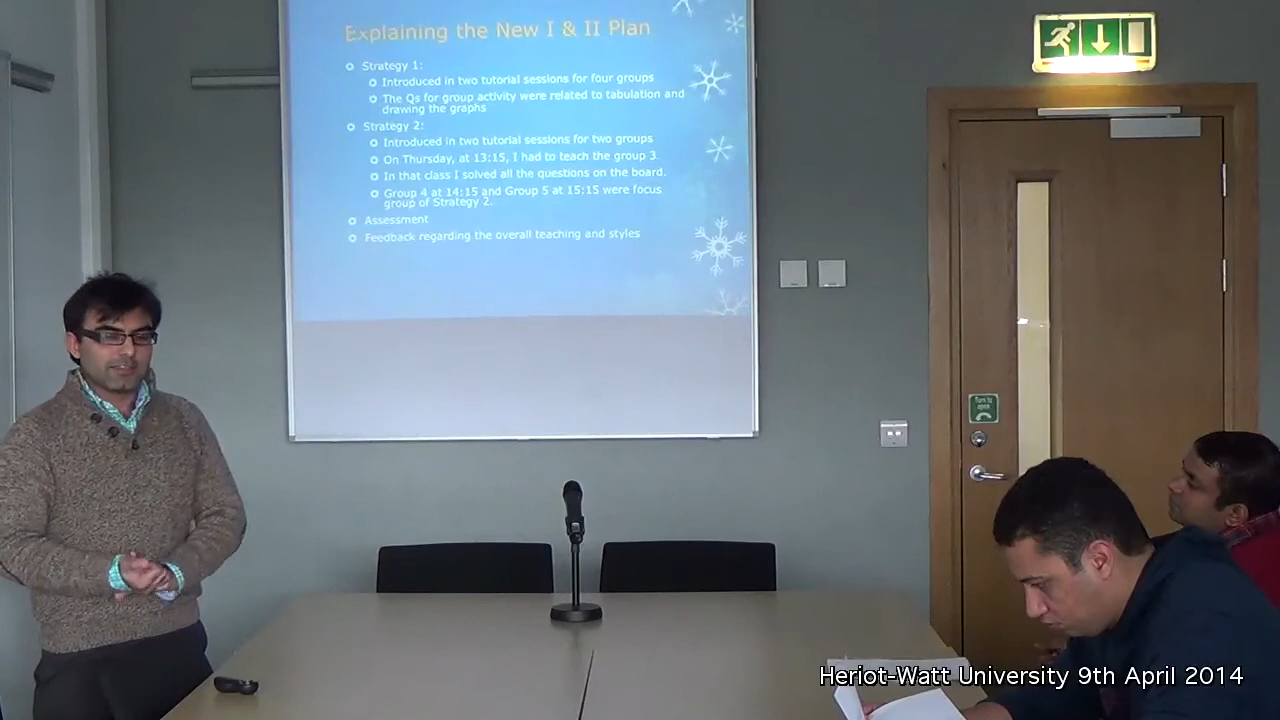 Explaining the New I & II Plan
Strategy 1:
Introduced in two tutorial sessions for four groups
The Qs for group activity were related to tabulation and
drawing the graphs
Strategy 2:
Introduced in two tutorial sessions for two groups
On Thursday, at 13:15, I had to teach the group 3.
In that class I solved all the questions on the board.
Group 4 at 14:15 and Group 5 at 15:15 were focus
group of Strategy 2.
Assessment
Feedback regarding the overall teaching and styles
Turn to
open
Heriot-Watt University 9th April 2014